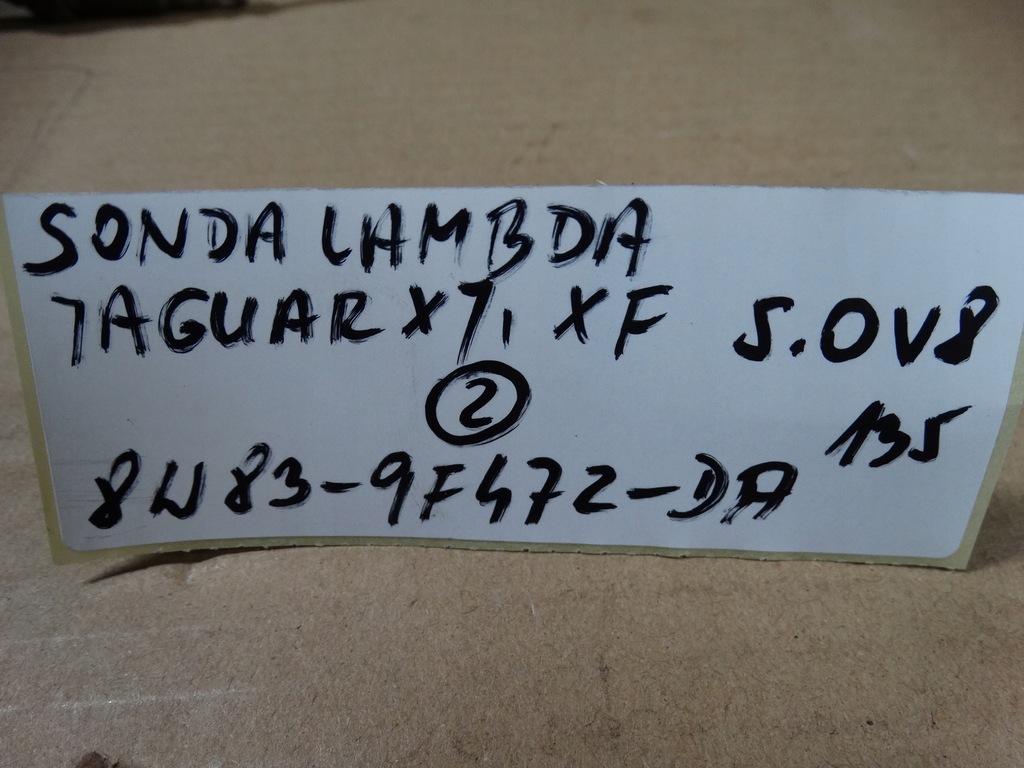 SONDA LAMBDA
JAGUAR XJ, XF 5.0V8
2
135
8W83-9F472-DA